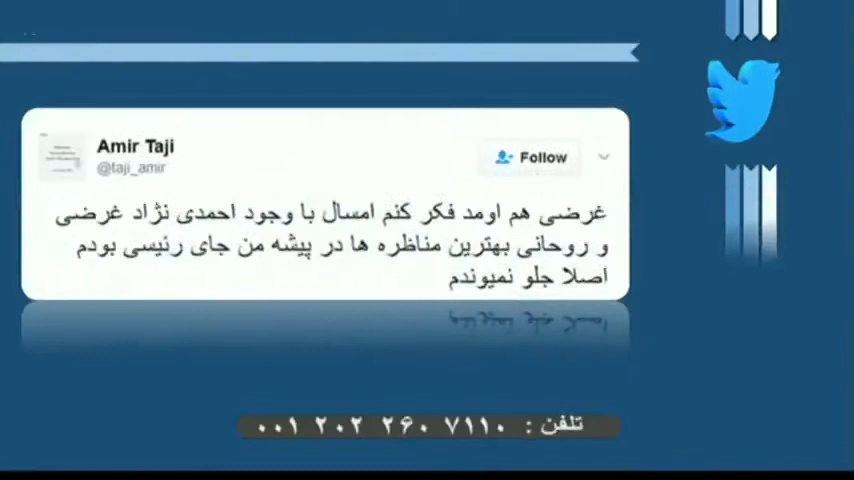 Amir Taji
@taji_amir
Follow
غرضی هم اومد فکر کنم امسال با وجود احمدی نژاد غرضی
و روحانی بهترین مناظره ها در پیشه من جای رئیسی بودم
اصلا جلو نمیوندم
تلفن : ۰۰۱ ۲۰۲ ۲۶۰ ۷۱۱۰